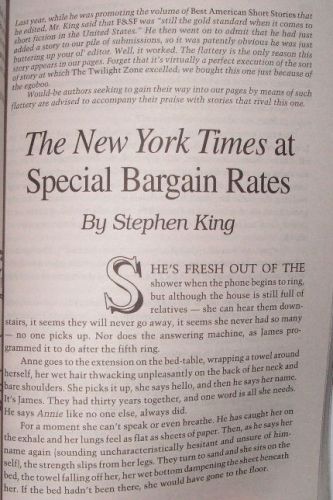 Last year, while he was promoting the volume of Best American Short Stories that
he edited, Mr. King said that F&SF was "still the gold standard when it comes to
short fiction in the United States." He then went on to admit that he had just
added a story to our pile of submissions, so it was patently obvious he was just
buttering up your ol' editor. Well, it worked. The flattery is the only reason this
story appears in our pages. Forget that it's virtually a perfect execution of the sort
of story at which The Twilight Zone excelled; we bought this one just because of
the egoboo.
Would-be authors seeking to gain their way into our pages by means of such
flattery are advised to accompany their praise with stories that rival this one.
The New York Times at
Special Bargain Rates
By Stephen King
SHE'S FRESH OUT OF THE
shower when the phone begins to ring,
but although the house is still full of
relatives — she can hear them down-
stairs, it seems they will never go away, it seems she never had so many
— no one picks up. Nor does the answering machine, as James pro-
grammed it to do after the fifth ring.
Anne goes to the extension on the bed-table, wrapping a towel around
herself, her wet hair thwacking unpleasantly on the back of her neck and
bare shoulders. She picks it up, she says hello, and then he says her name.
It's James. They had thirty years together, and one word is all she needs.
He says Annie like no one else, always did.
For a moment she can't speak or even breathe. He has caught her on
the exhale and her lungs feel as flat as sheets of paper. Then, as he says her
name again (sounding uncharacteristically hesitant and unsure of him-
self), the strength slips from her legs. They turn to sand and she sits on the
bed, the towel falling off her, her wet bottom dampening the sheet beneath
her. If the bed hadn't been there, she would have gone to the floor.